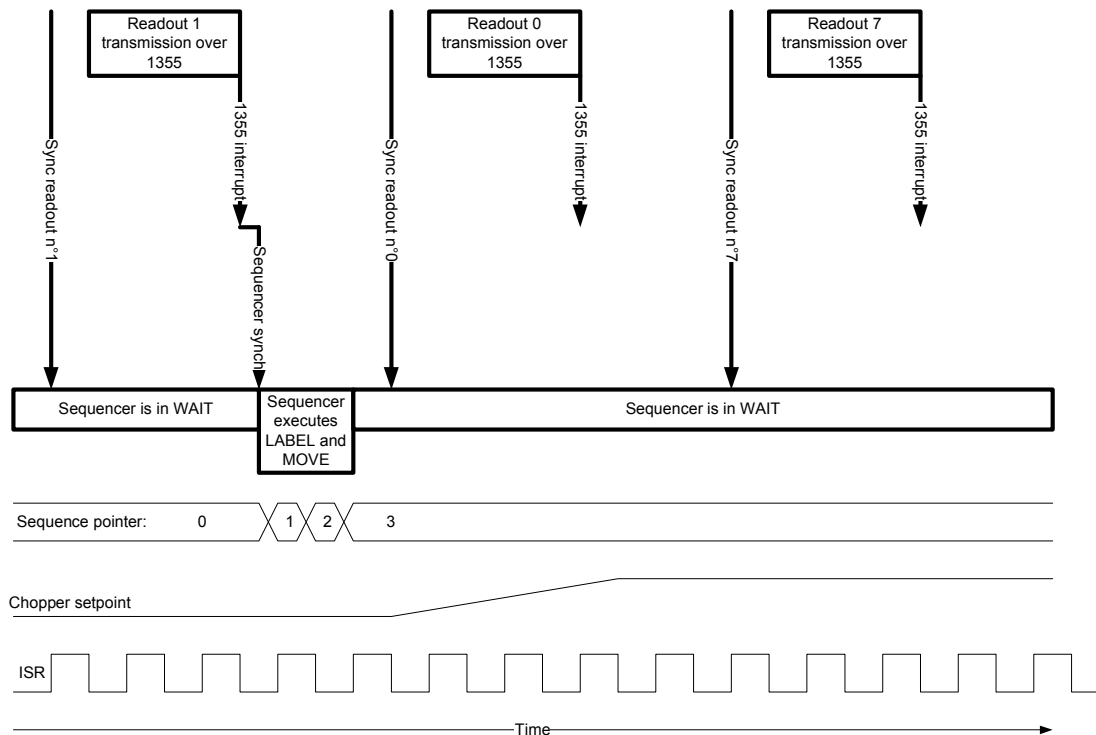 Readout 1
transmission over
1355
Readout 0
transmission over
1355
Readout 7
transmission over
1355
Sync readout n°1
1355 interrupt
Sequencer synch
Sync readout n°0
1355 interrupt
Sync readout n°7
1355 interrupt
Sequencer is in WAIT
Sequencer
executes
LABEL and
MOVE
Sequencer is in WAIT
Sequence pointer: 0 1 2 3
Chopper setpoint
ISR
Time